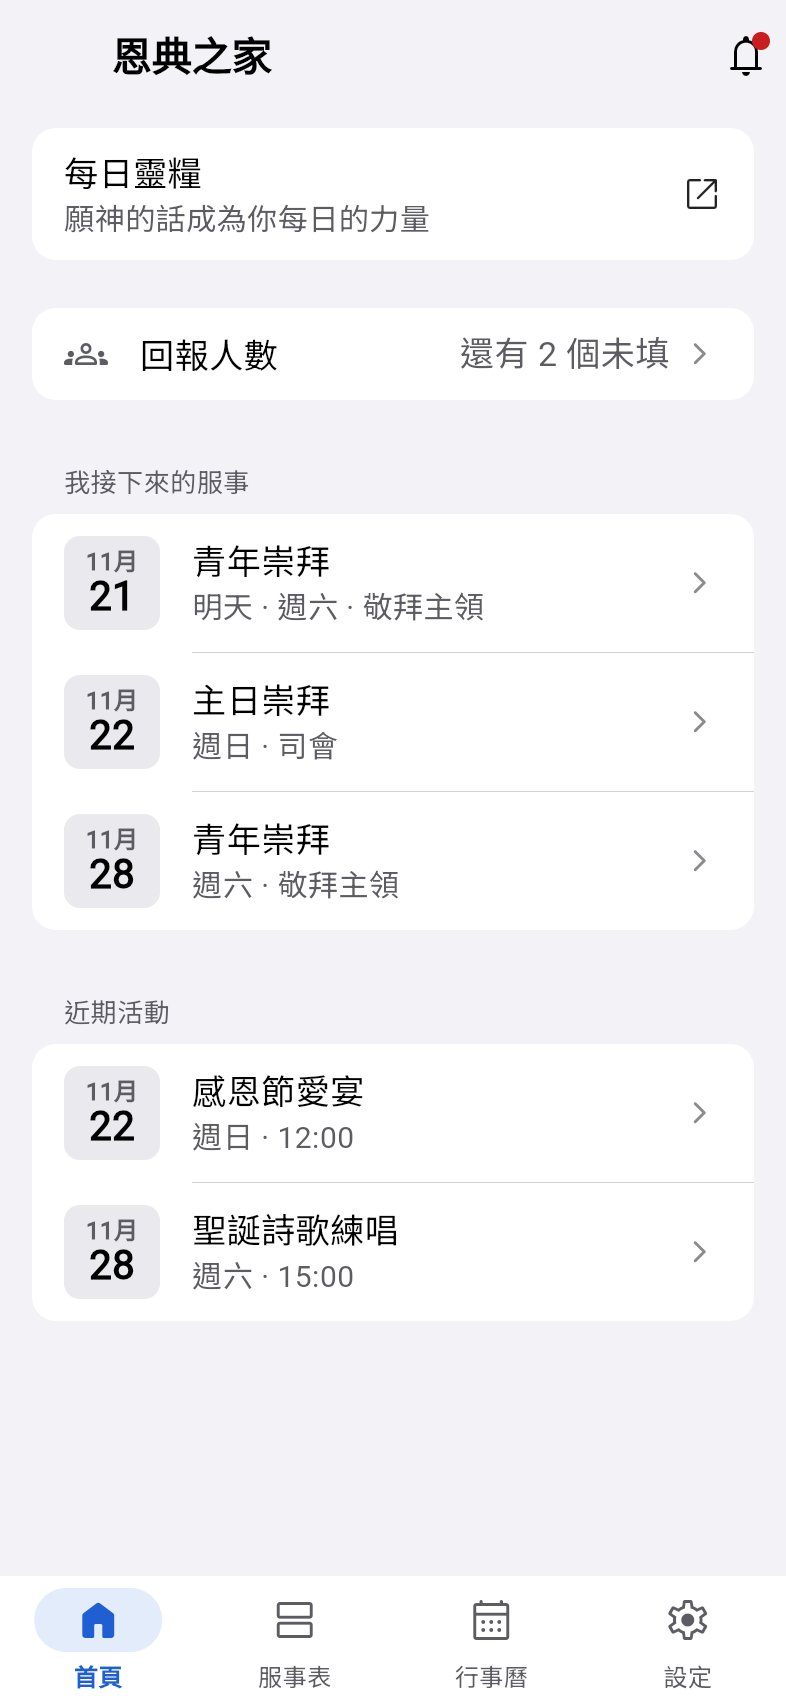 恩典之家
每日靈糧
願神的話成為你每日的力量
回報人數
還有 2 個未填
我接下來的服事
11月
21
青年崇拜
明天 · 週六 · 敬拜主領
11月
22
主日崇拜
週日 · 司會
11月
28
青年崇拜
週六 · 敬拜主領
近期活動
11月
22
感恩節愛宴
週日 · 12:00
11月
28
聖誕詩歌練唱
週六 · 15:00
首頁
服事表
行事曆
設定